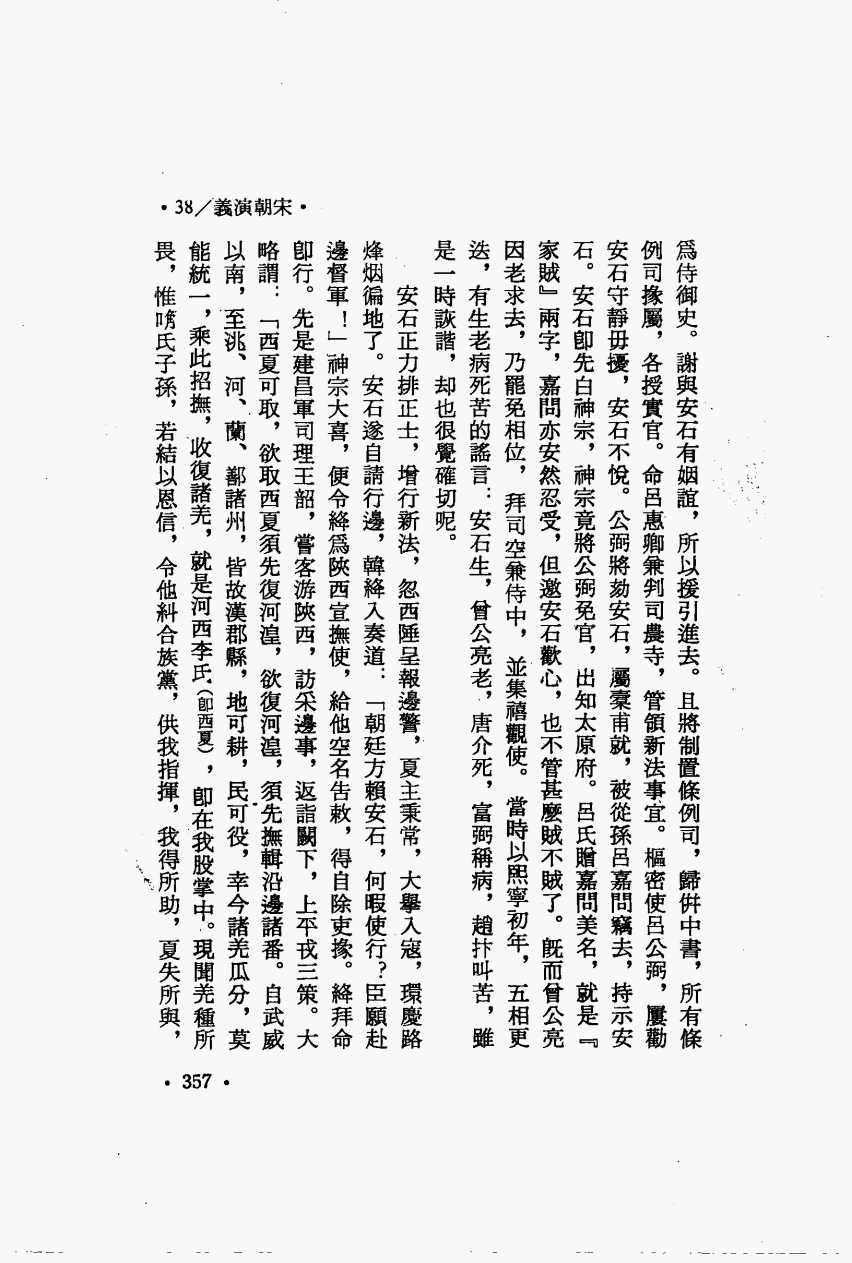 •38／義演朝宋•
爲侍御史。謝與安石有姻誼，所以援引進去。且將制置條例司，歸併中書，所有條
例司掾屬，各授實官。命呂惠卿兼判司農寺，管領新法事宜。樞密使呂公弼，屢勸
安石守靜毋擾，安石不悅。公弼將劾安石，屬稾甫就，被從孫呂嘉問竊去，持示安
石。安石卽先白神宗，神宗竟將公弼免官，出知太原府。呂氏贈嘉問美名，就是『
家賊』兩字，嘉問亦安然忍受，但邀安石歡心，也不管甚麼賊不賊了。旣而曾公亮
因老求去，乃罷免相位，拜司空兼侍中，並集禧觀使。當時以熙寧初年，五相更
迭，有生老病死苦的謠言：安石生，曾公亮老，唐介死，富弼稱病，趙抃叫苦，雖
是一時詼諧，却也很覺確切呢。
安石正力排正士，增行新法，忽西陲呈報邊警，夏主秉常，大擧入寇，環慶路
烽烟徧地了。安石遂自請行邊，韓絳入奏道：「朝廷方賴安石，何暇使行？臣願赴
邊督軍！」神宗大喜，便令絳爲陝西宣撫使，給他空名告敕，得自除吏掾。絳拜命
卽行。先是建昌軍司理王韶，嘗客游陝西，訪采邊事，返詣闕下，上平戎三策。大
略謂：「西夏可取，欲取西夏須先復河湟，欲復河湟，須先撫輯沿邊諸番。自武威
以南，至洮、河、蘭、鄯諸州，皆故漢郡縣，地可耕，民可役，幸今諸羌瓜分，莫
能統一，乘此招撫，收復諸羌，就是河西李氏（卽西夏），卽在我股掌中。現聞羌種所
畏，惟唃氏子孫，若結以恩信，令他糾合族黨，供我指揮，我得所助，夏失所與，
•357•